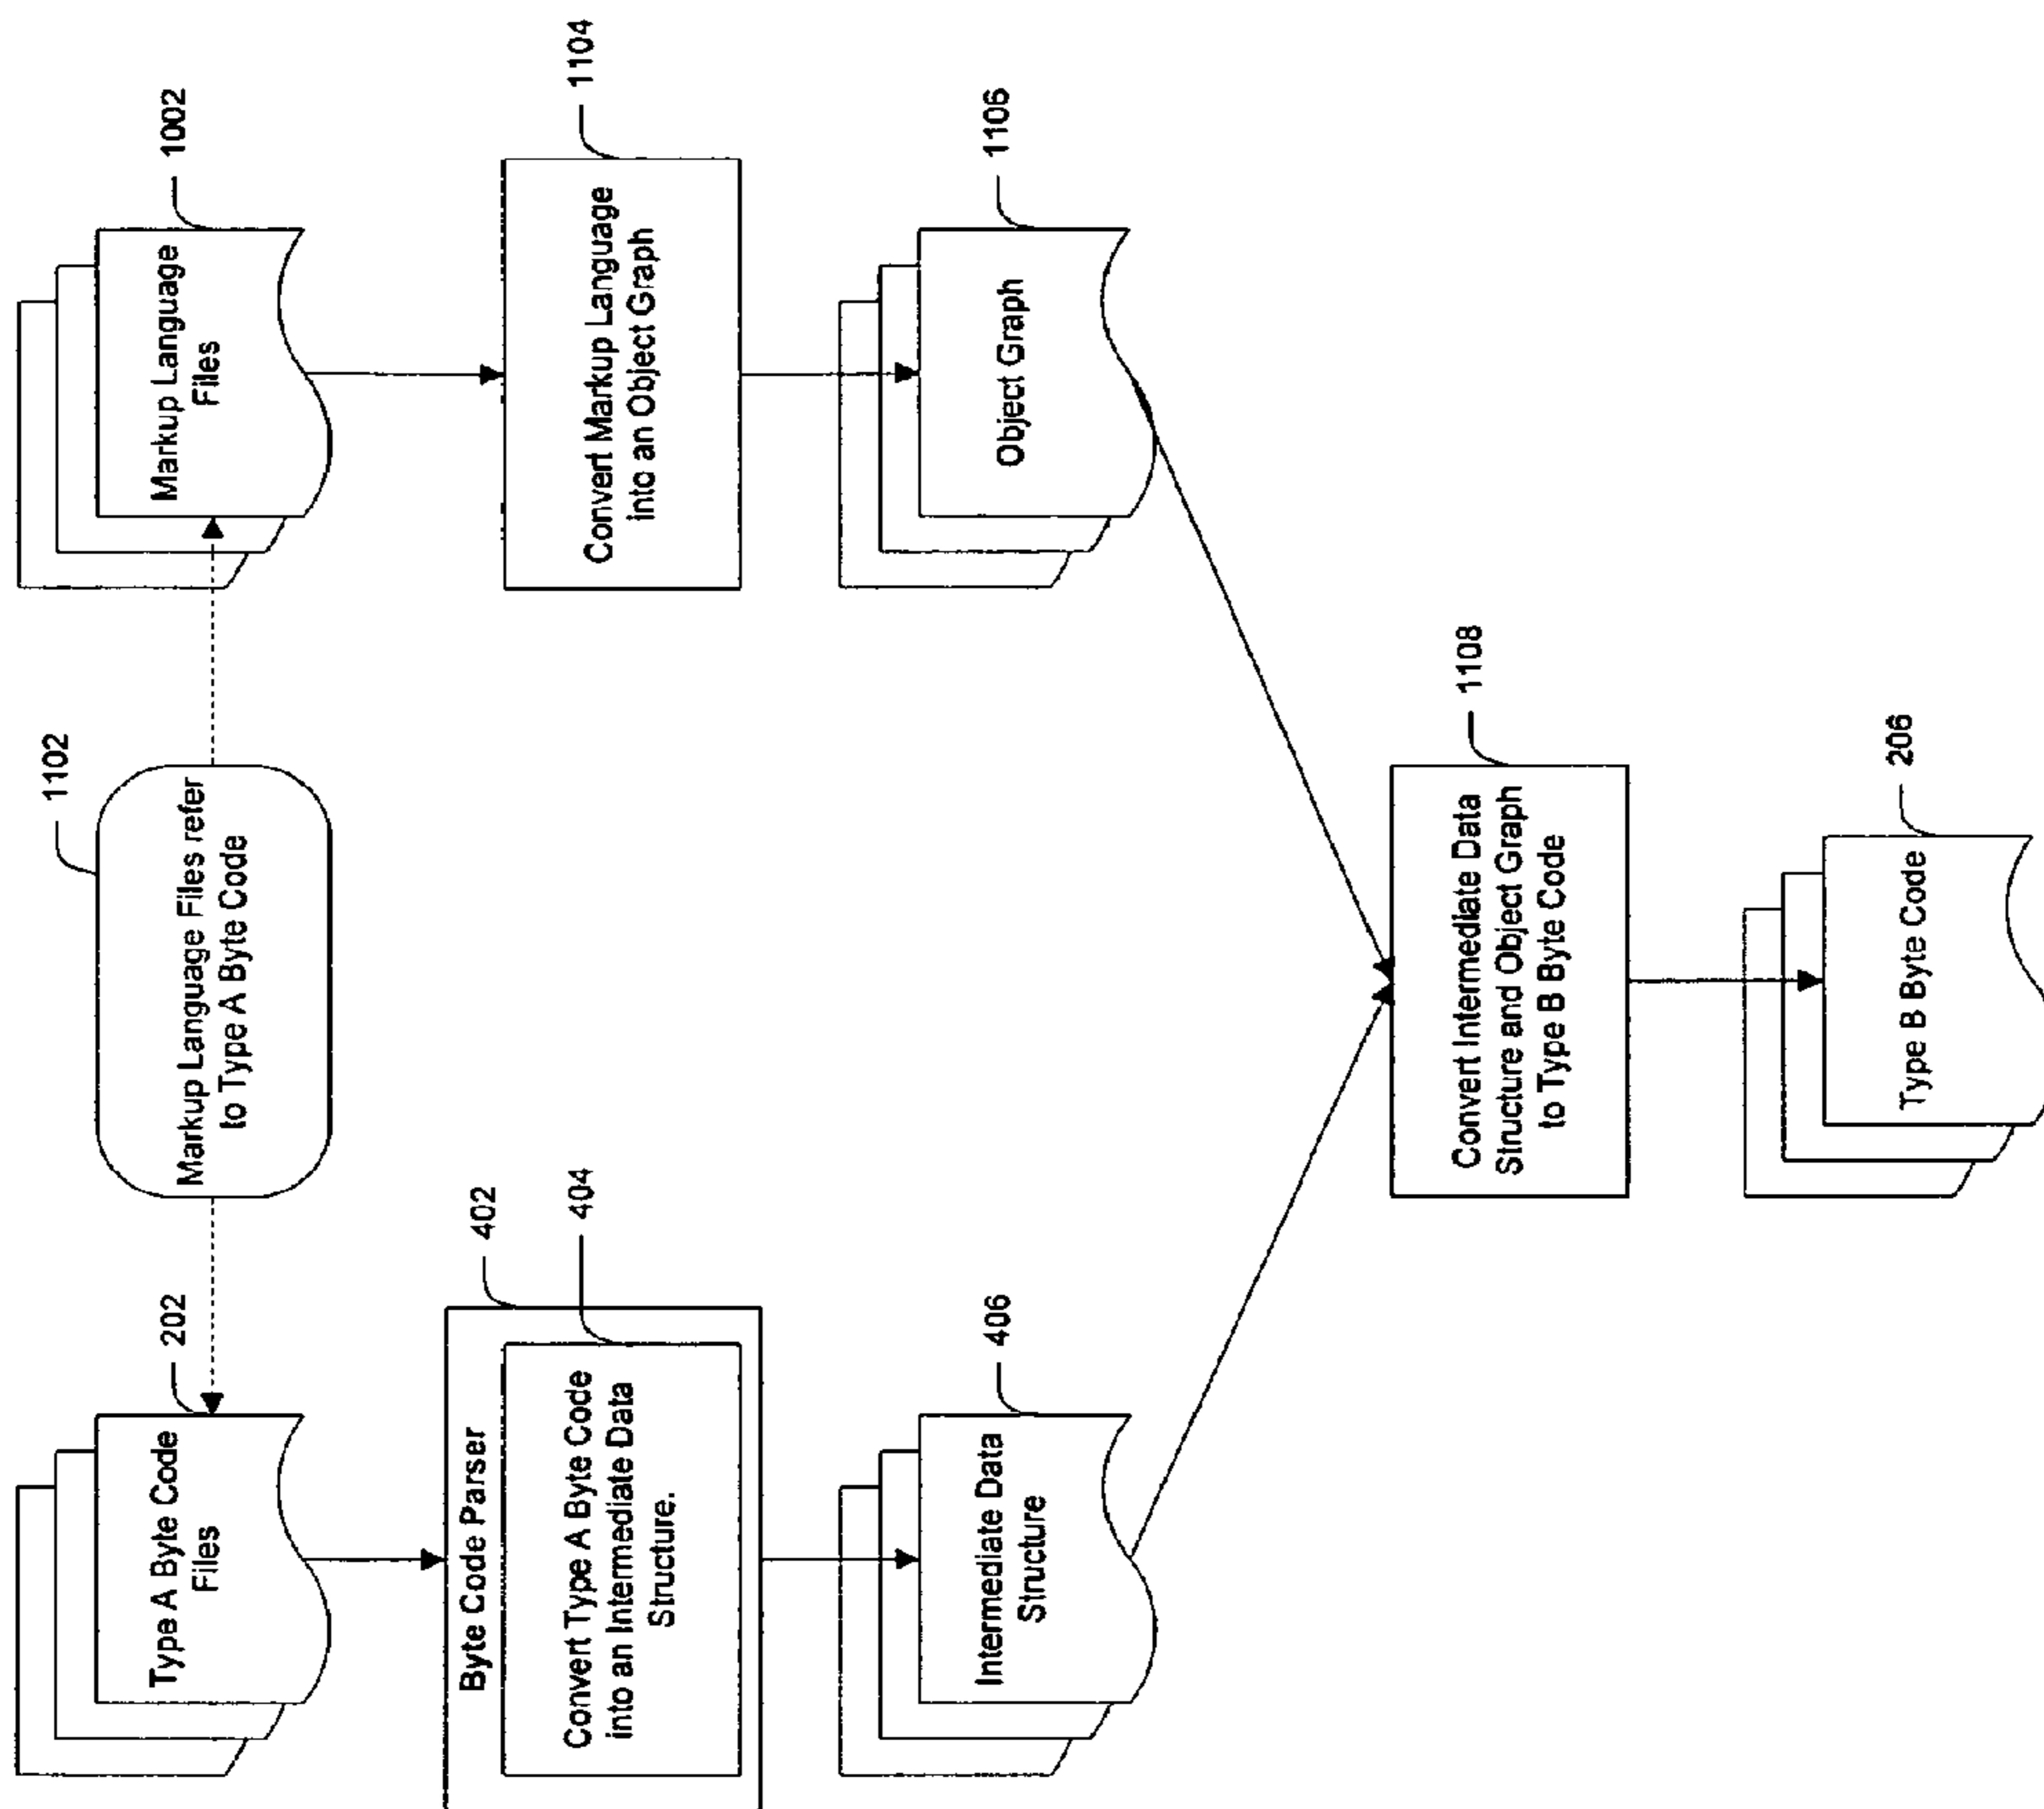 Type A Byte Code
Files
202
Markup Language Files refer
to Type A Byte Code
1102
Markup Language
Files
1002
Byte Code Parser
402
Convert Type A Byte Code
into an Intermediate Data
Structure.
404
Convert Markup Language
into an Object Graph
1104
Intermediate Data
Structure
406
Object Graph
1106
Convert Intermediate Data
Structure and Object Graph
to Type B Byte Code
1108
Type B Byte Code
206